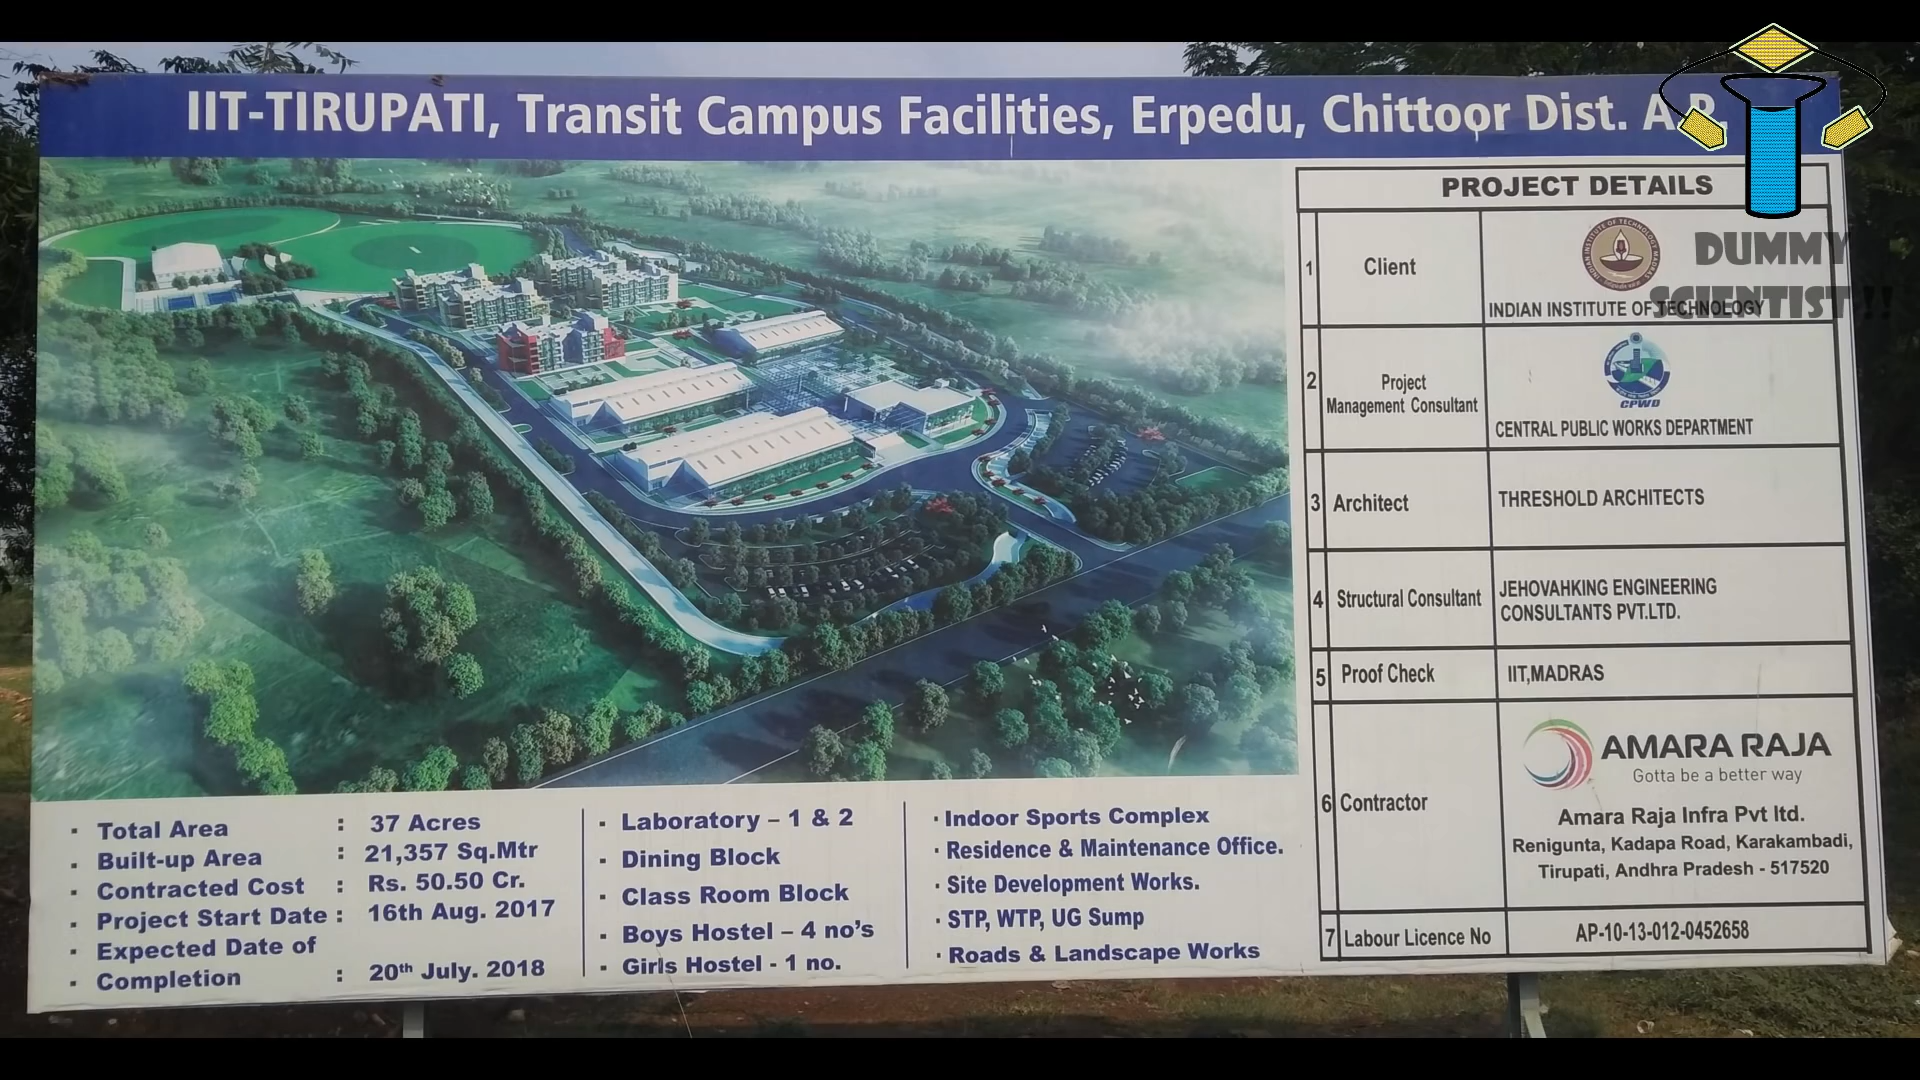 IIT-TIRUPATI, Transit Campus Facilities, Erpedu, Chittoor Dist. A.P.
PROJECT DETAILS
1 Client
INDIAN INSTITUTE OF TECHNOLOGY MADRAS
INDIAN INSTITUTE OF TECHNOLOGY
DUMMY
SCIENTIST !!
2 Project
Management Consultant
CPWD
CENTRAL PUBLIC WORKS DEPARTMENT
3 Architect THRESHOLD ARCHITECTS
4 Structural Consultant JEHOVAHKING ENGINEERING
CONSULTANTS PVT.LTD.
5 Proof Check IIT,MADRAS
6 Contractor
AMARA RAJA
Gotta be a better way
Amara Raja Infra Pvt ltd.
Renigunta, Kadapa Road, Karakambadi,
Tirupati, Andhra Pradesh - 517520
7 Labour Licence No AP-10-13-012-0452658
▪ Total Area : 37 Acres
▪ Built-up Area : 21,357 Sq.Mtr
▪ Contracted Cost : Rs. 50.50 Cr.
▪ Project Start Date : 16th Aug. 2017
▪ Expected Date of
▪ Completion : 20th July. 2018
▪ Laboratory – 1 & 2
▪ Dining Block
▪ Class Room Block
▪ Boys Hostel – 4 no's
▪ Girls Hostel - 1 no.
▪ Indoor Sports Complex
▪ Residence & Maintenance Office.
▪ Site Development Works.
▪ STP, WTP, UG Sump
▪ Roads & Landscape Works